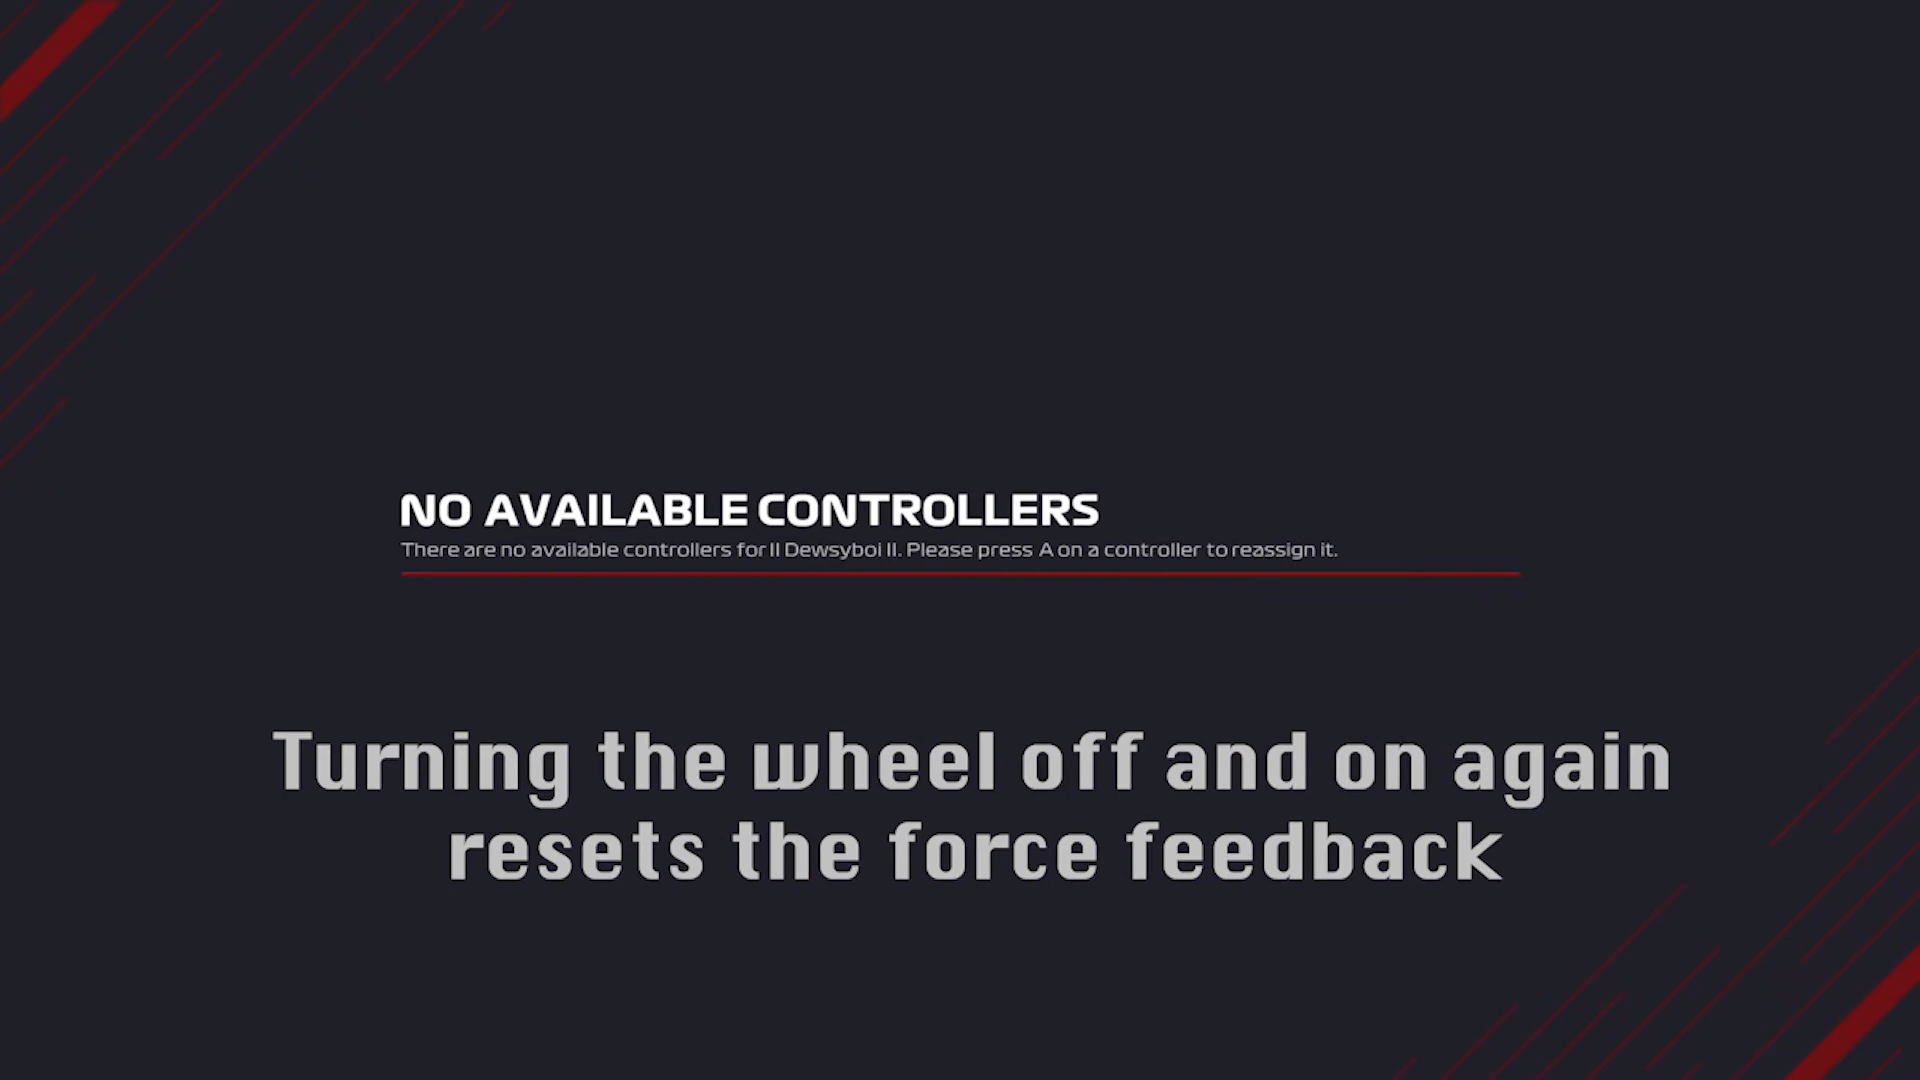 NO AVAILABLE CONTROLLERS
There are no available controllers for II Dewsyboi II. Please press A on a controller to reassign it.
Turning the wheel off and on again
resets the force feedback